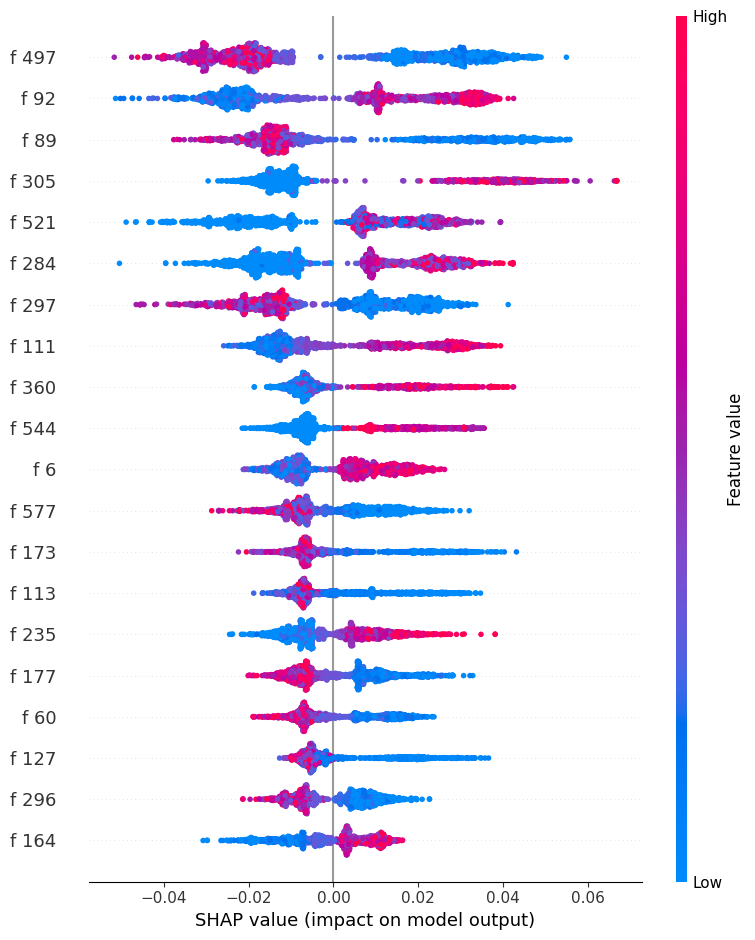 High
f 497
f 92
f 89
f 305
f 521
f 284
f 297
f 111
f 360
f 544
f 6
f 577
f 173
f 113
f 235
f 177
f 60
f 127
f 296
f 164
Feature value
Low
−0.04 −0.02 0.00 0.02 0.04 0.06
SHAP value (impact on model output)